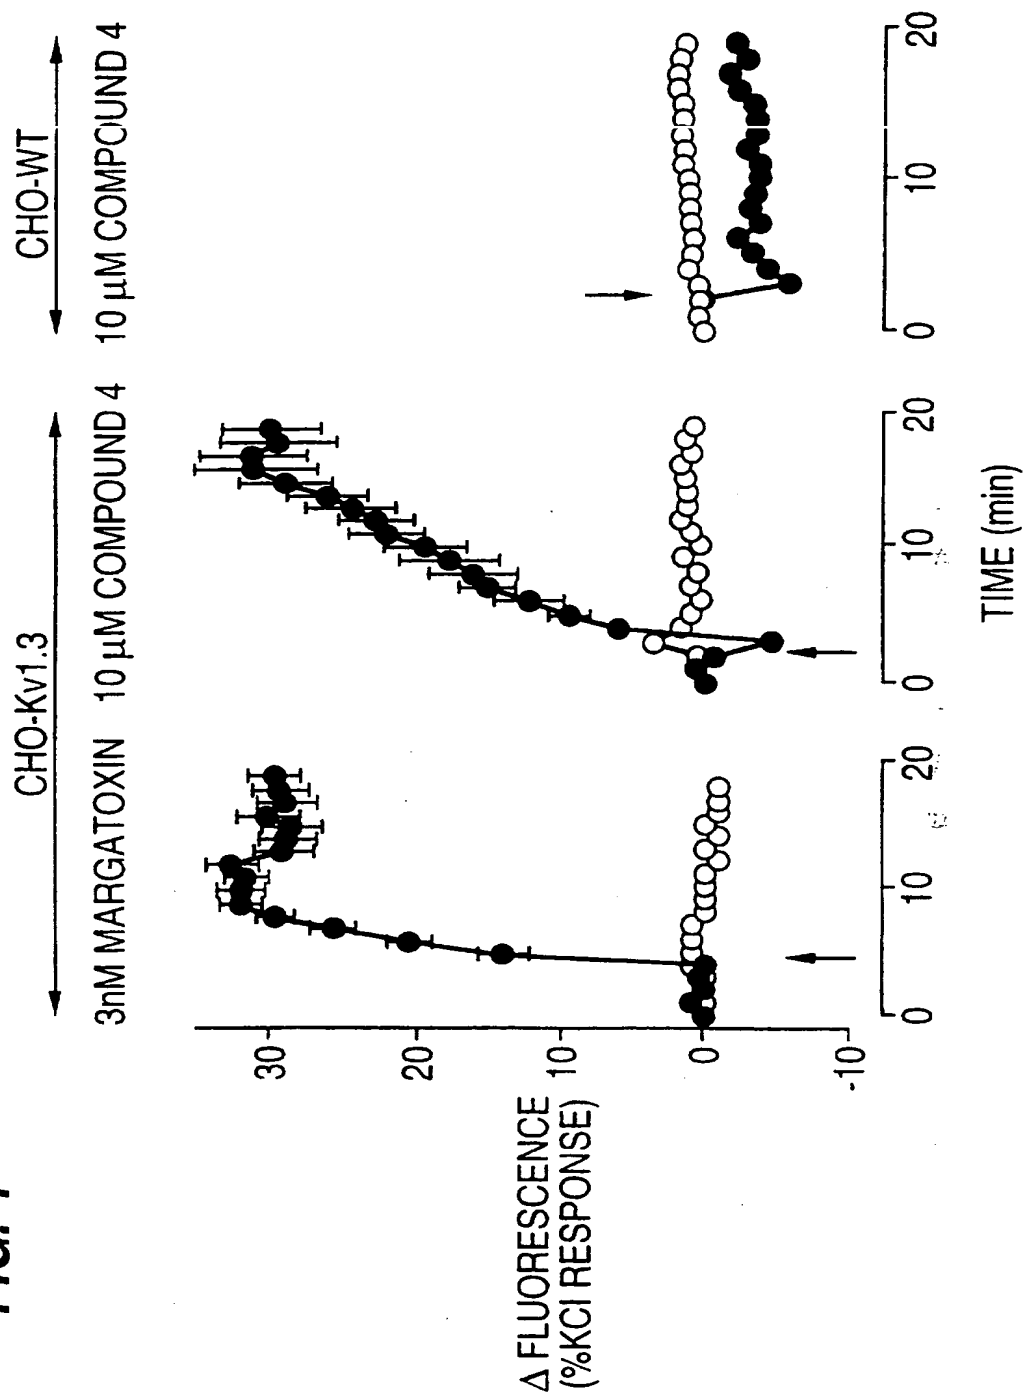 CHO-Kv1.3 CHO-WT
3nM MARGATOXIN 10 µM COMPOUND 4 10 µM COMPOUND 4
Δ FLUORESCENCE
(%KCl RESPONSE)
30
20
10
0
-10
0 10 20 0 10 20 0 10 20
TIME (min)